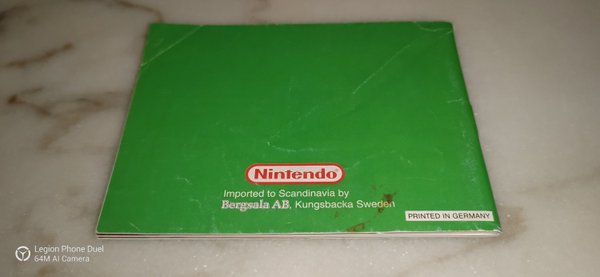 Nintendo
Imported to Scandinavia by
Bergsala AB, Kungsbacka Sweden
PRINTED IN GERMANY
Legion Phone Duel
64M AI Camera